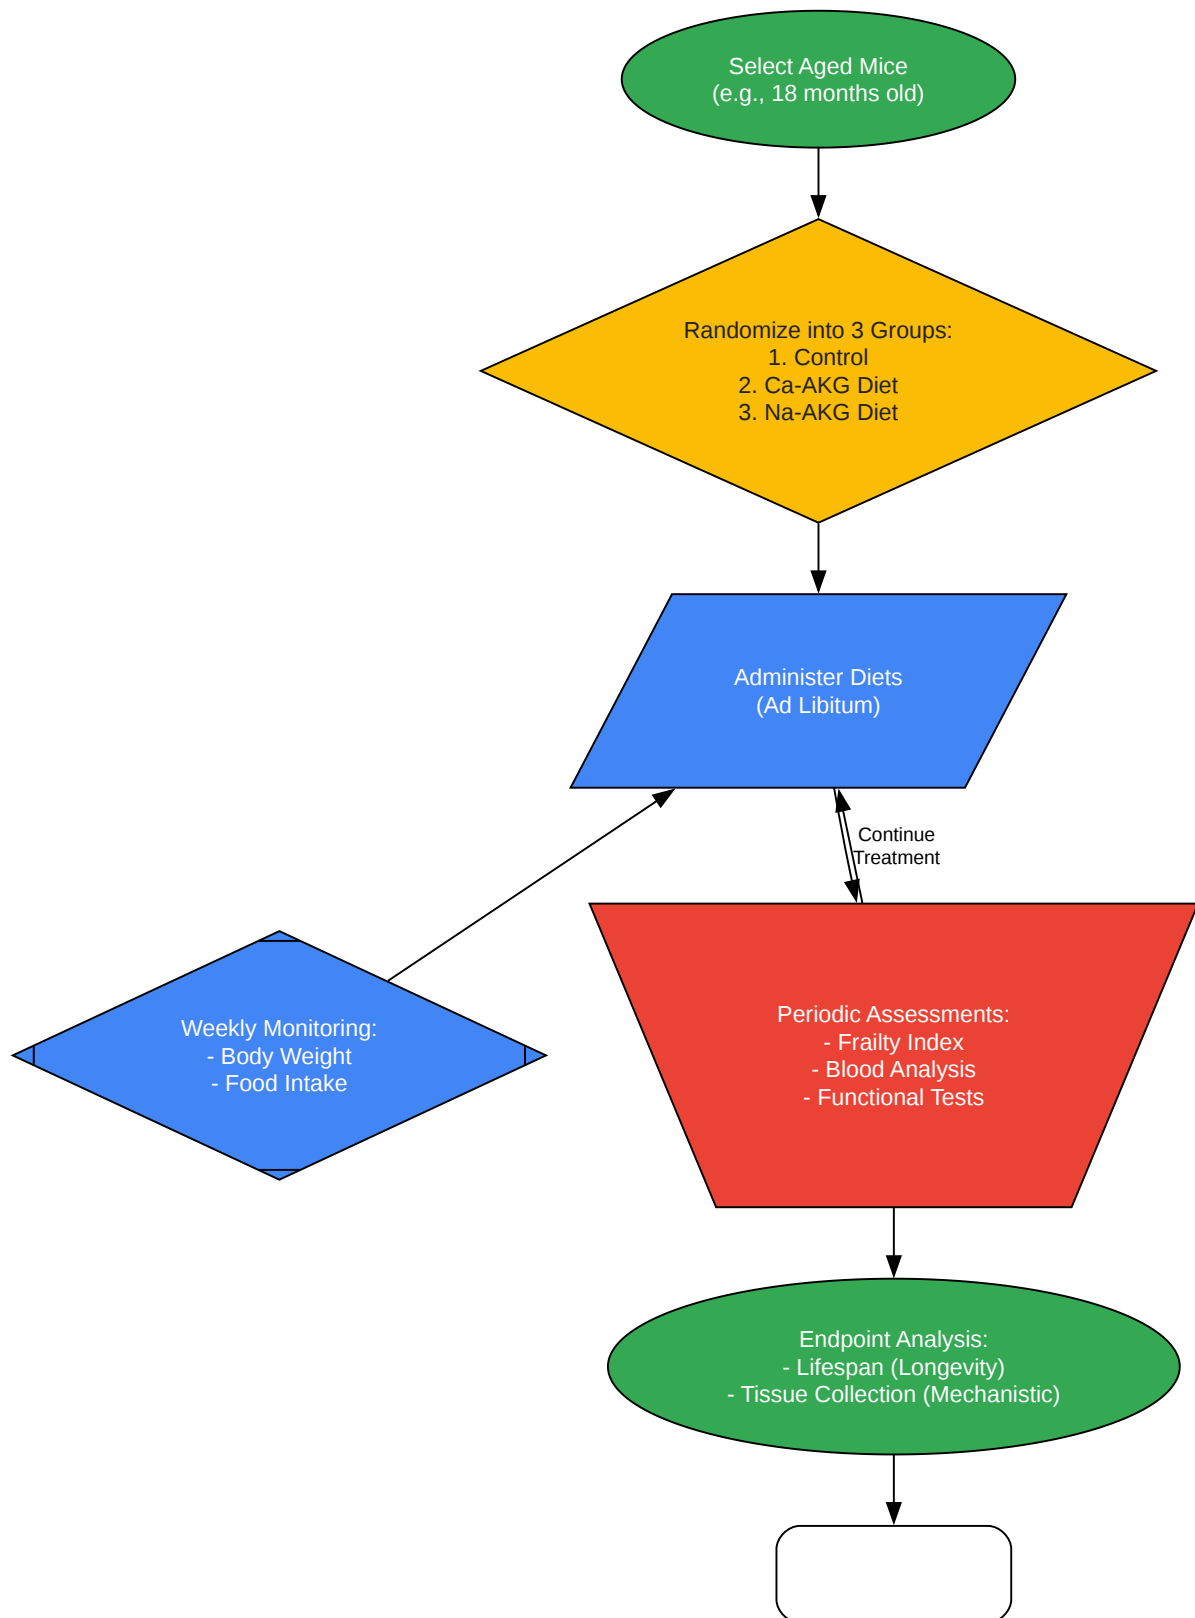 Select Aged Mice
(e.g., 18 months old)
Randomize into 3 Groups:
1. Control
2. Ca-AKG Diet
3. Na-AKG Diet
Administer Diets
(Ad Libitum)
Continue
Treatment
Weekly Monitoring:
- Body Weight
- Food Intake
Periodic Assessments:
- Frailty Index
- Blood Analysis
- Functional Tests
Endpoint Analysis:
- Lifespan (Longevity)
- Tissue Collection (Mechanistic)